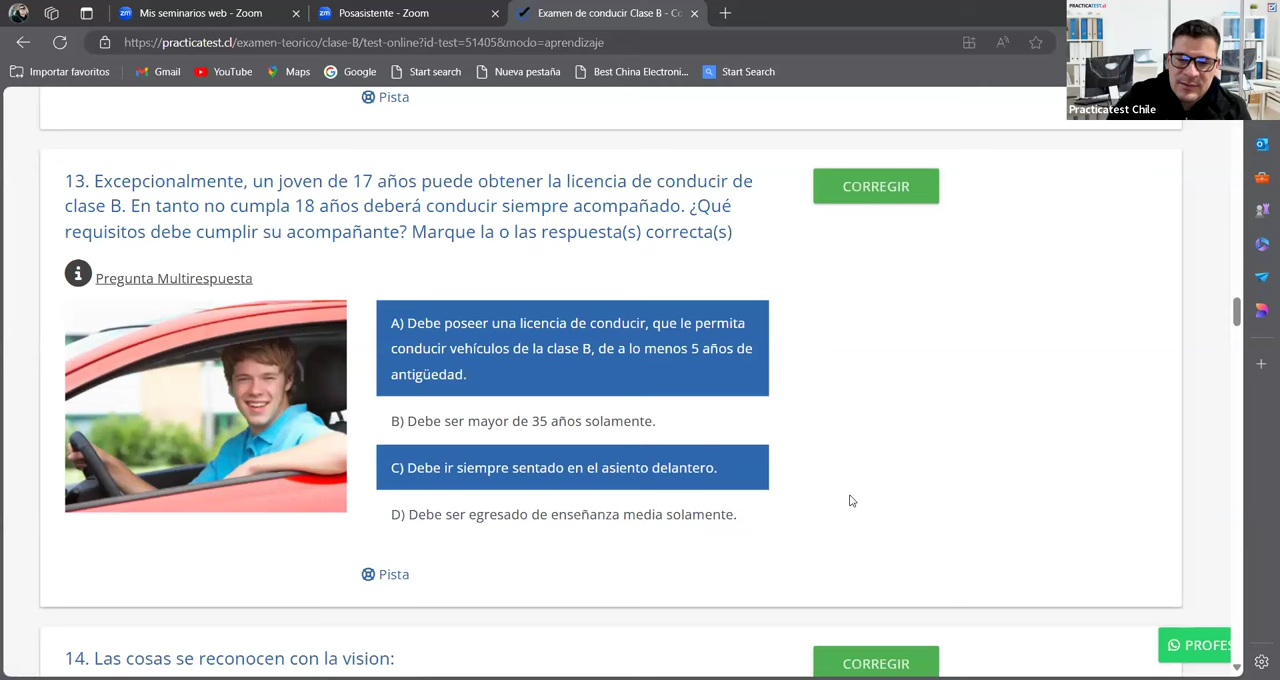 Mis seminarios web - Zoom
Posasistente - Zoom
Examen de conducir Clase B - Co
https://practicatest.cl/examen-teorico/clase-B/test-online?id-test=51405&modo=aprendizaje
Importar favoritos
Gmail
YouTube
Maps
Google
Start search
Nueva pestaña
Best China Electroni...
Start Search
PRACTICATEST.cl
Practicatest Chile
Pista
13. Excepcionalmente, un joven de 17 años puede obtener la licencia de conducir de
clase B. En tanto no cumpla 18 años deberá conducir siempre acompañado. ¿Qué
requisitos debe cumplir su acompañante? Marque la o las respuesta(s) correcta(s)
CORREGIR
Pregunta Multirespuesta
A) Debe poseer una licencia de conducir, que le permita
conducir vehículos de la clase B, de a lo menos 5 años de
antigüedad.
B) Debe ser mayor de 35 años solamente.
C) Debe ir siempre sentado en el asiento delantero.
D) Debe ser egresado de enseñanza media solamente.
Pista
14. Las cosas se reconocen con la vision:
CORREGIR
PROFES